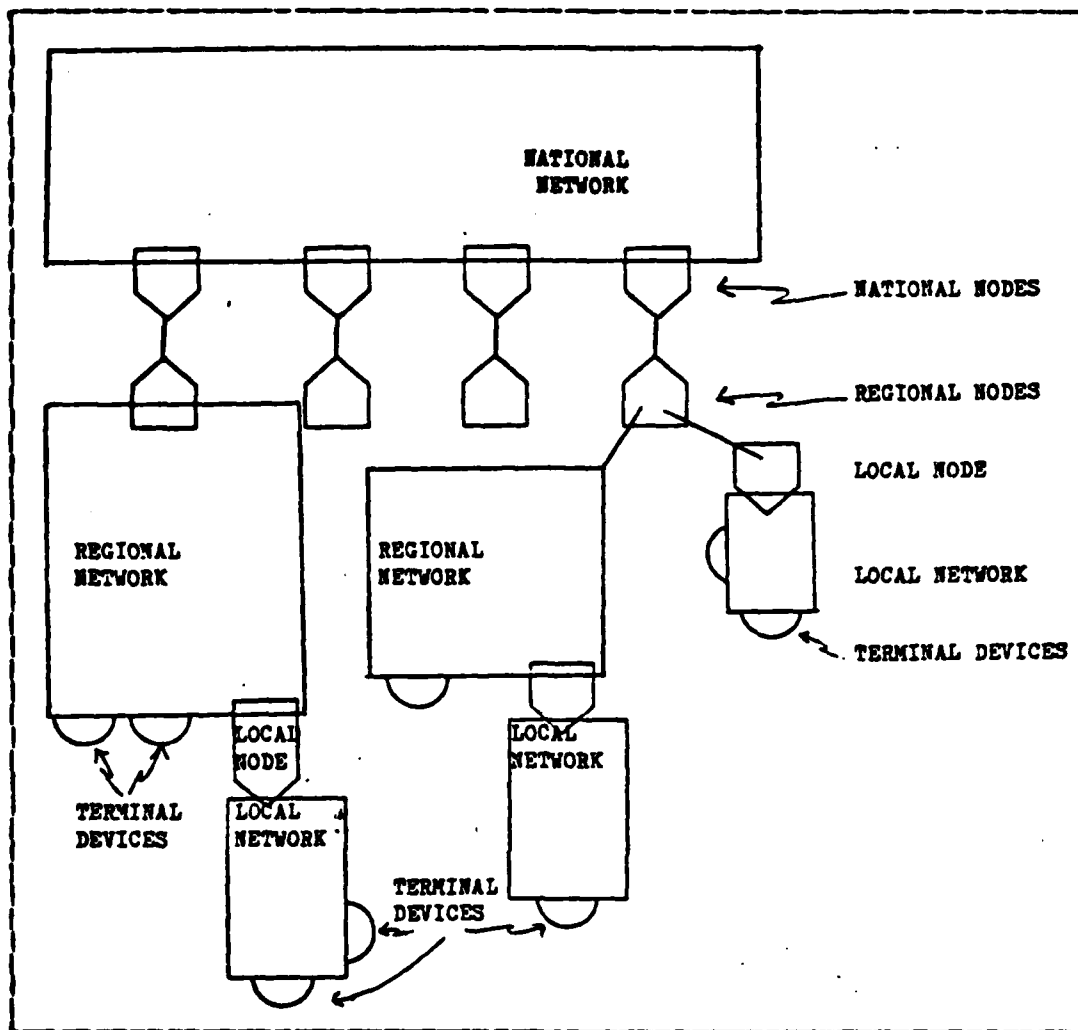 NATIONAL
NETWORK
NATIONAL NODES
REGIONAL NODES
LOCAL NODE
REGIONAL
NETWORK
REGIONAL
NETWORK
LOCAL NETWORK
TERMINAL DEVICES
LOCAL
NODE
LOCAL
NETWORK
TERMINAL
DEVICES
LOCAL
NETWORK
TERMINAL
DEVICES